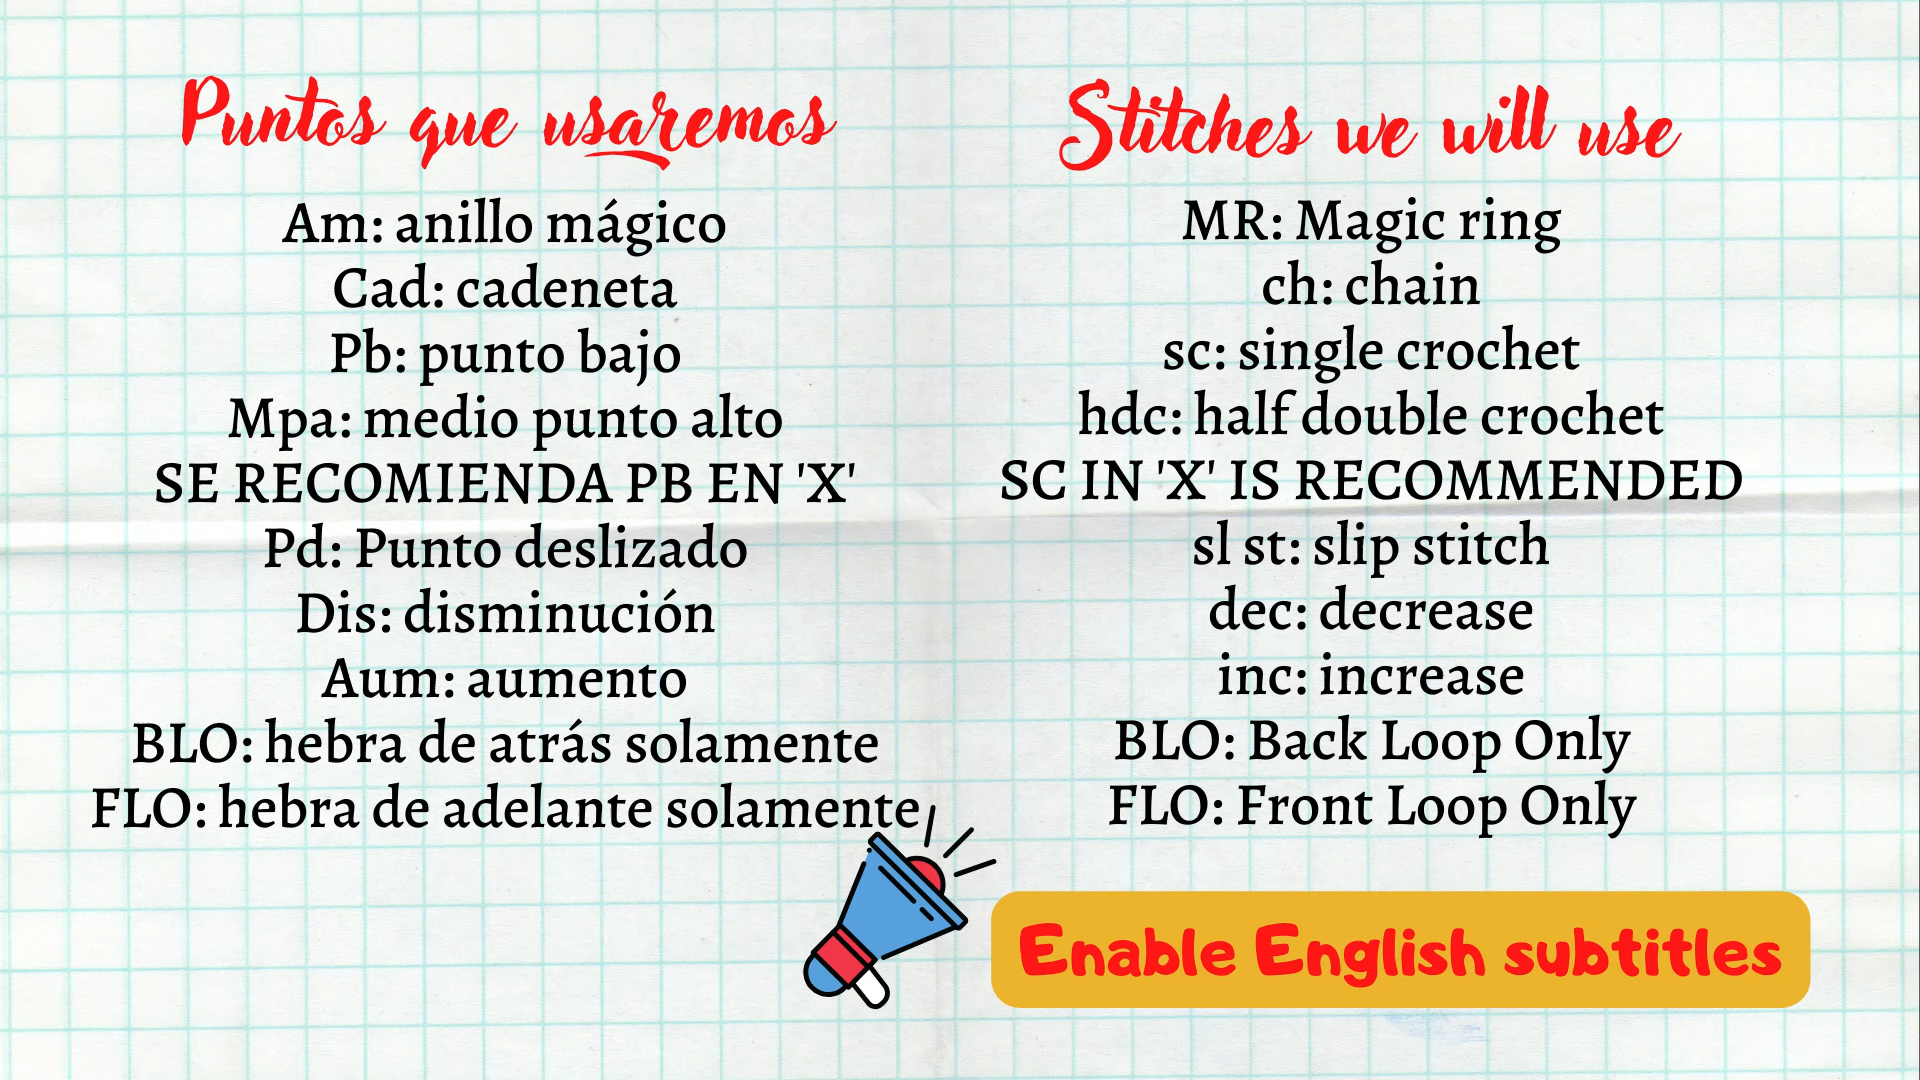 Puntos que usaremos
Am: anillo mágico
Cad: cadeneta
Pb: punto bajo
Mpa: medio punto alto
SE RECOMIENDA PB EN 'X'
Pd: Punto deslizado
Dis: disminución
Aum: aumento
BLO: hebra de atrás solamente
FLO: hebra de adelante solamente
Stitches we will use
MR: Magic ring
ch: chain
sc: single crochet
hdc: half double crochet
SC IN 'X' IS RECOMMENDED
sl st: slip stitch
dec: decrease
inc: increase
BLO: Back Loop Only
FLO: Front Loop Only
Enable English subtitles